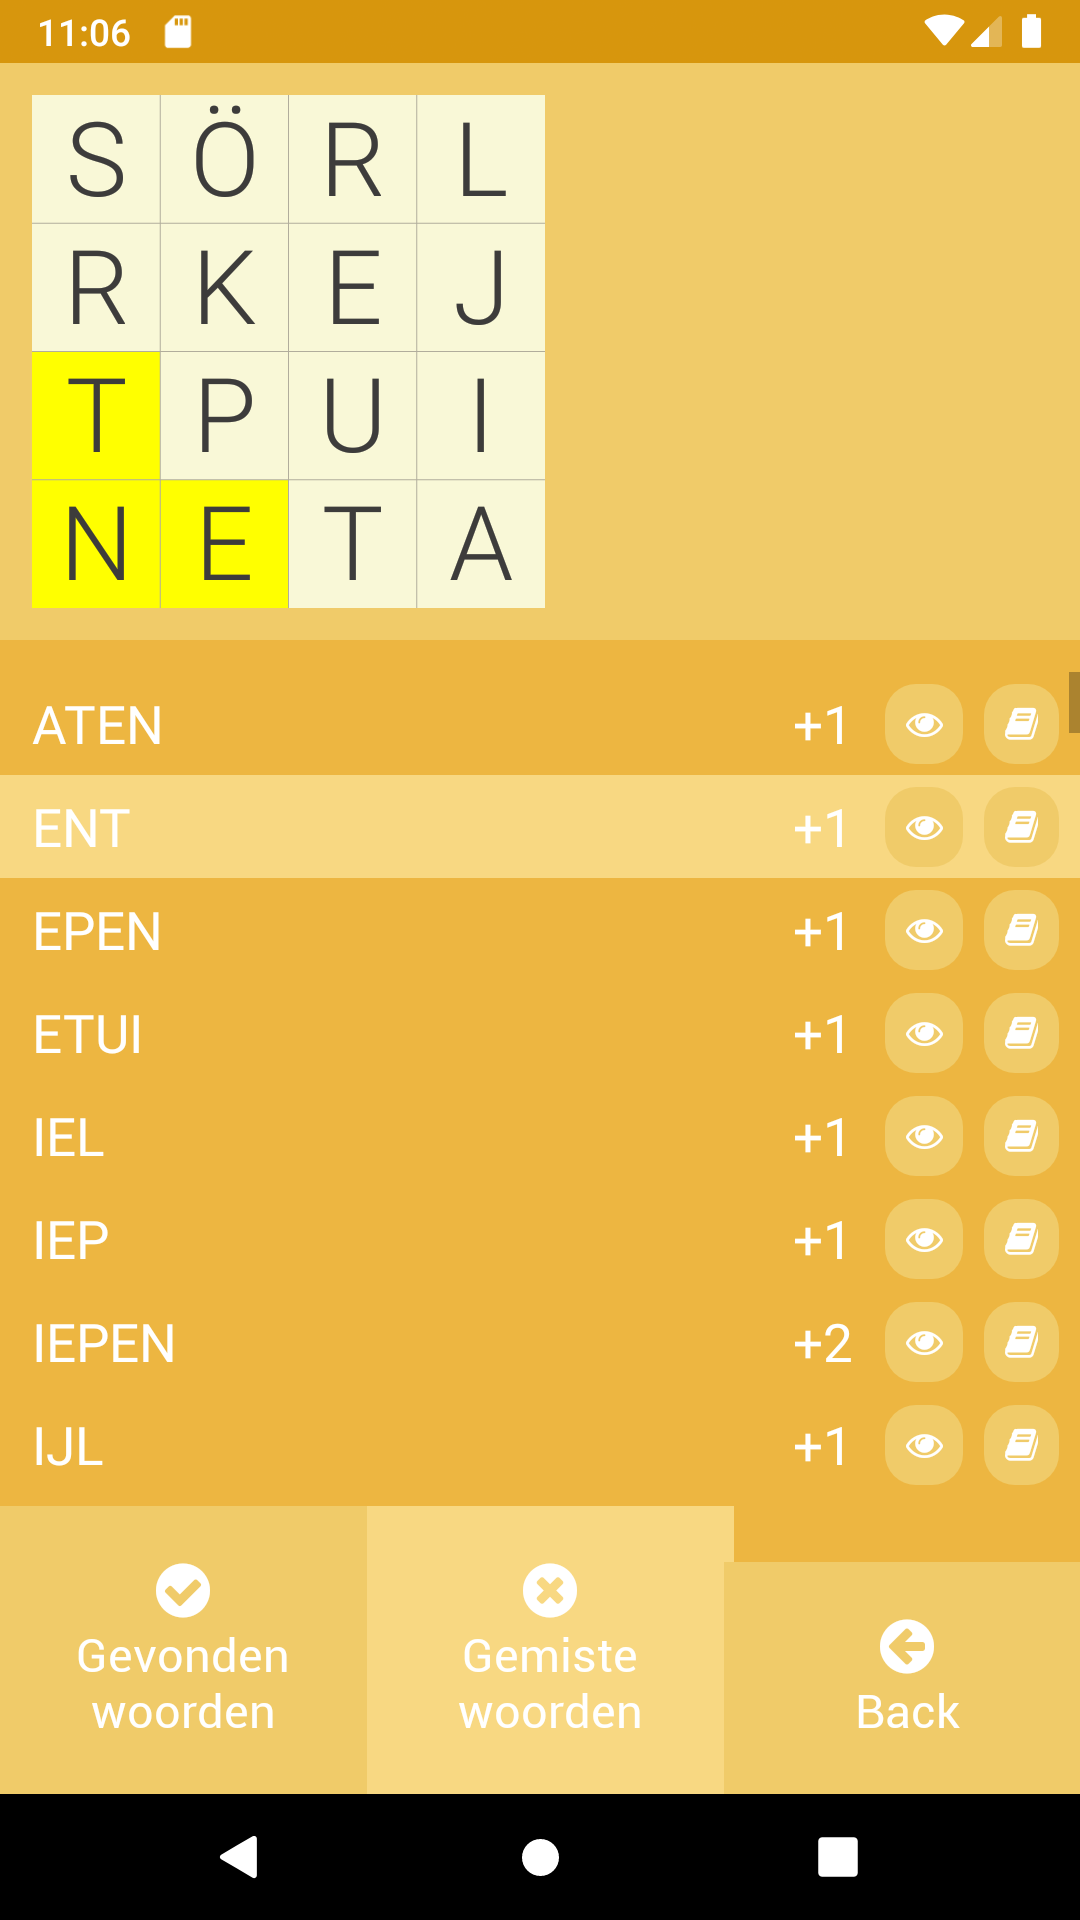 11:06
S Ö R L
R K E J
T P U I
N E T A
ATEN +1
ENT +1
EPEN +1
ETUI +1
IEL +1
IEP +1
IEPEN +2
IJL +1
Gevonden
woorden
Gemiste
woorden
Back